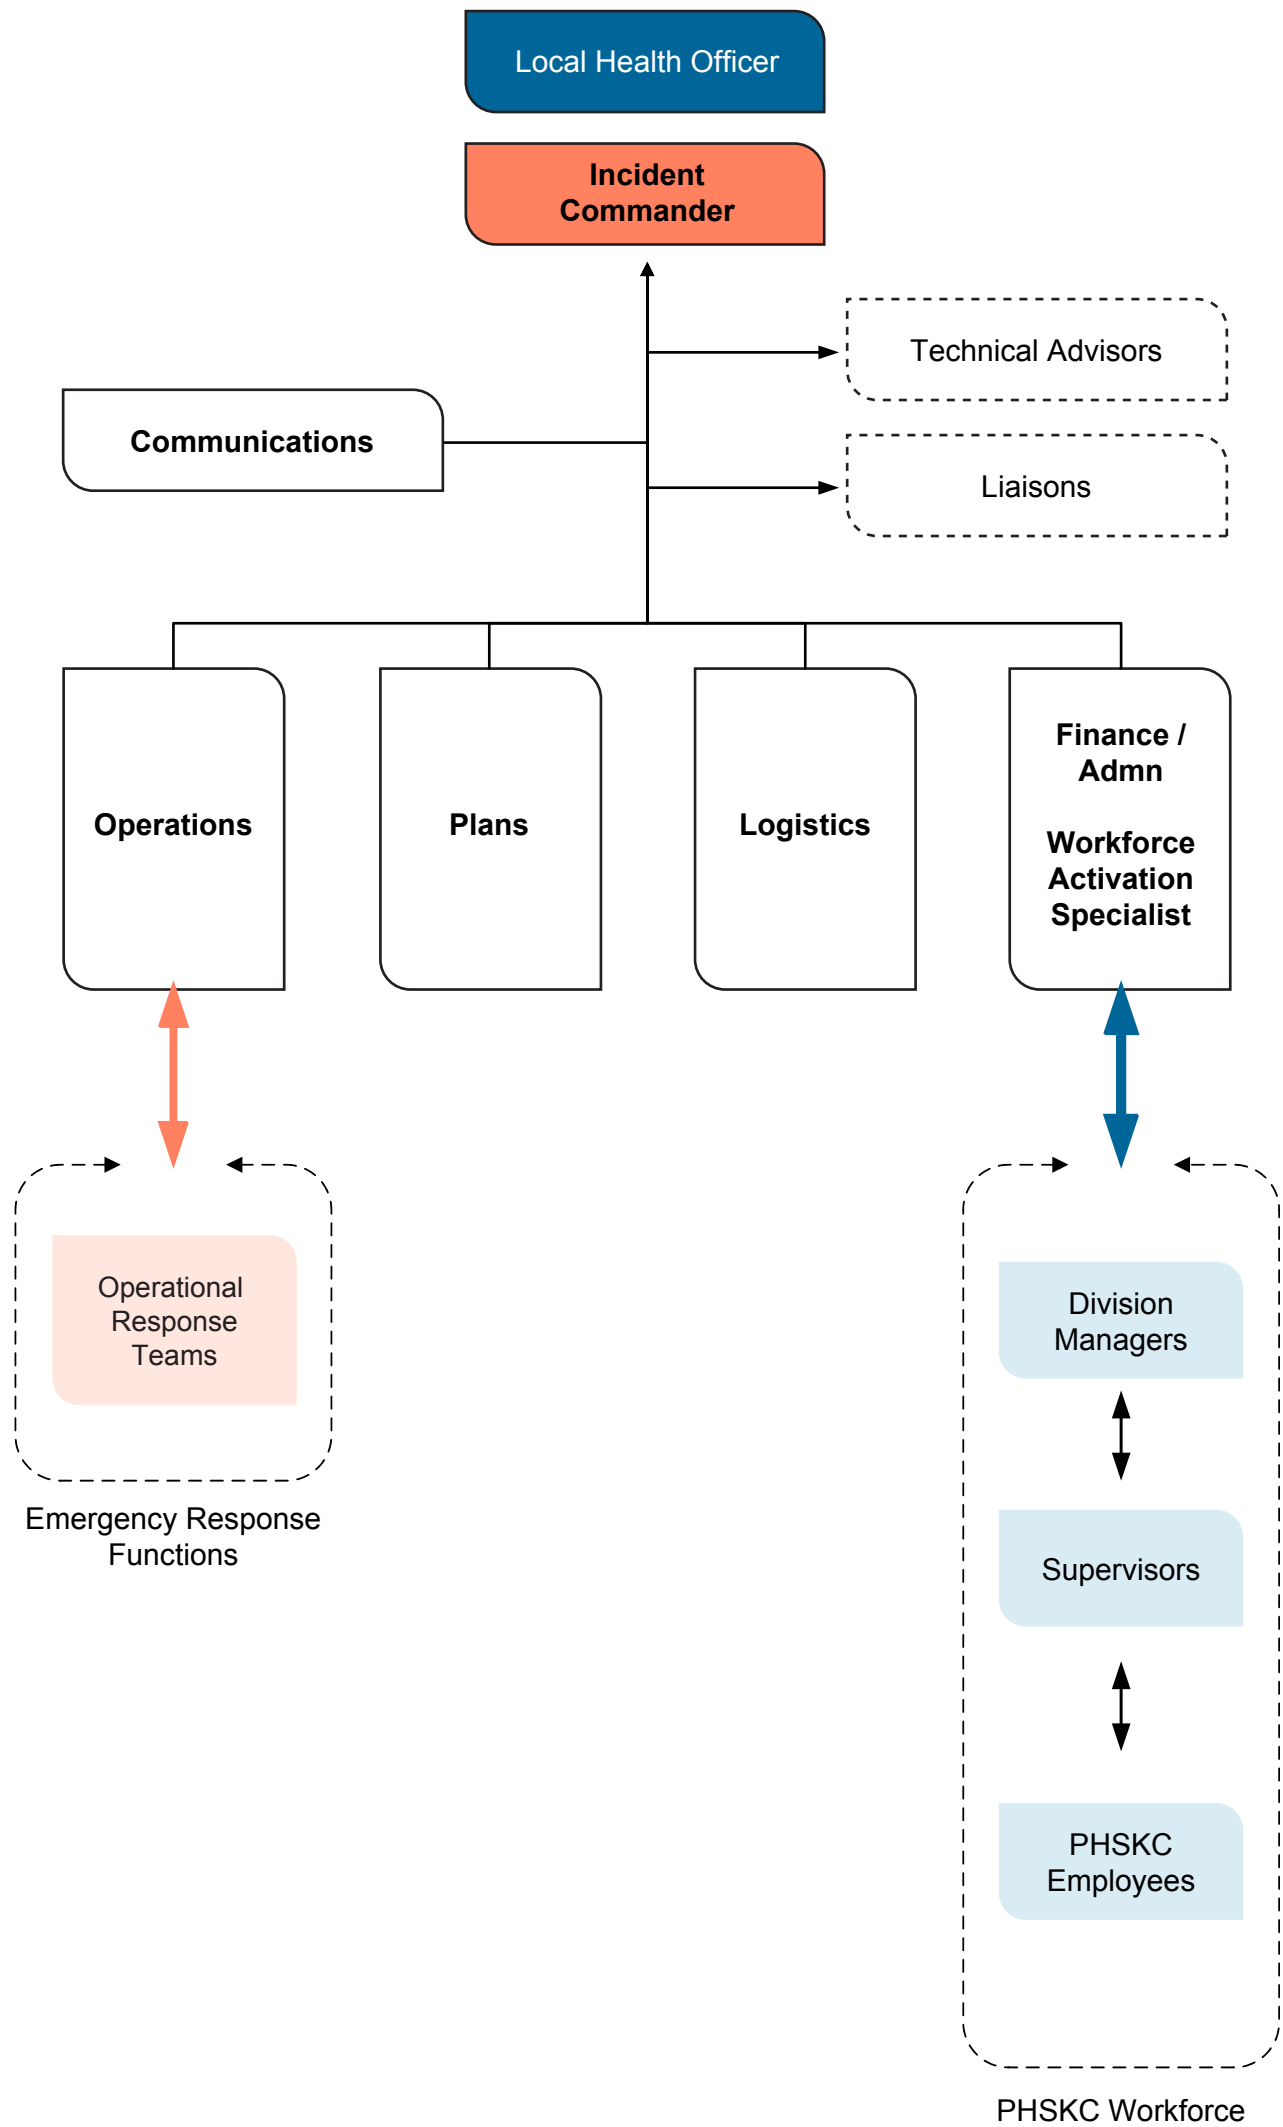 Local Health Officer
Incident
Commander
Technical Advisors
Communications
Liaisons
Operations
Plans
Logistics
Finance /
Admn
Workforce
Activation
Specialist
Operational
Response
Teams
Emergency Response
Functions
Division
Managers
Supervisors
PHSKC
Employees
PHSKC Workforce